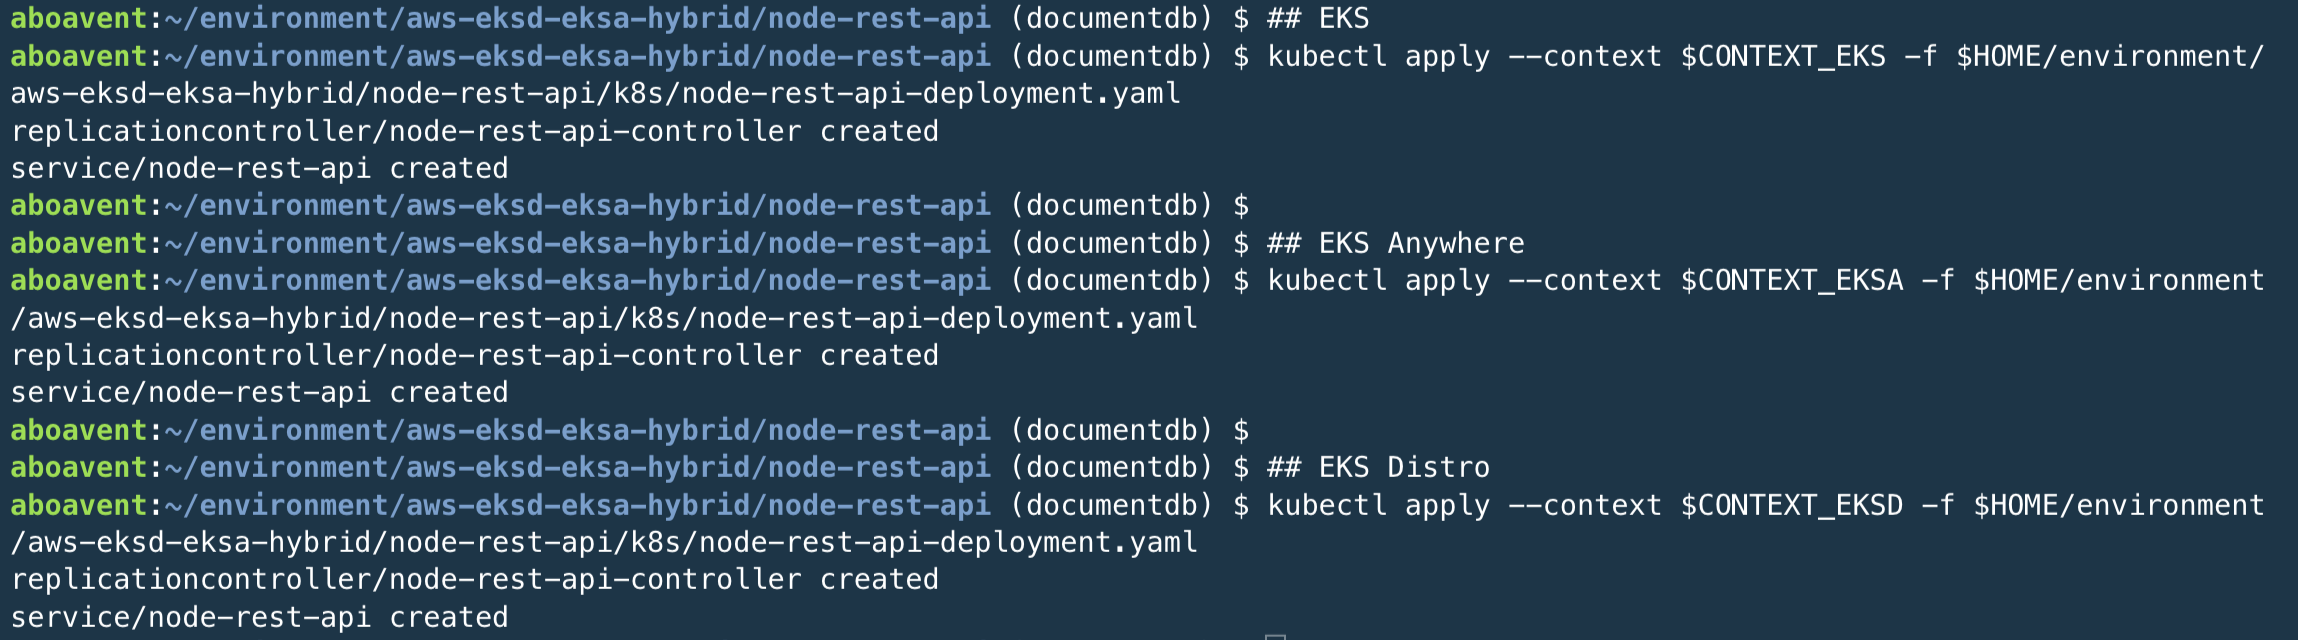 aboavent:~/environment/aws-eksd-eksa-hybrid/node-rest-api (documentdb) $ ## EKS
aboavent:~/environment/aws-eksd-eksa-hybrid/node-rest-api (documentdb) $ kubectl apply --context $CONTEXT_EKS -f $HOME/environment/
aws-eksd-eksa-hybrid/node-rest-api/k8s/node-rest-api-deployment.yaml
replicationcontroller/node-rest-api-controller created
service/node-rest-api created
aboavent:~/environment/aws-eksd-eksa-hybrid/node-rest-api (documentdb) $
aboavent:~/environment/aws-eksd-eksa-hybrid/node-rest-api (documentdb) $ ## EKS Anywhere
aboavent:~/environment/aws-eksd-eksa-hybrid/node-rest-api (documentdb) $ kubectl apply --context $CONTEXT_EKSA -f $HOME/environment
/aws-eksd-eksa-hybrid/node-rest-api/k8s/node-rest-api-deployment.yaml
replicationcontroller/node-rest-api-controller created
service/node-rest-api created
aboavent:~/environment/aws-eksd-eksa-hybrid/node-rest-api (documentdb) $
aboavent:~/environment/aws-eksd-eksa-hybrid/node-rest-api (documentdb) $ ## EKS Distro
aboavent:~/environment/aws-eksd-eksa-hybrid/node-rest-api (documentdb) $ kubectl apply --context $CONTEXT_EKSD -f $HOME/environment
/aws-eksd-eksa-hybrid/node-rest-api/k8s/node-rest-api-deployment.yaml
replicationcontroller/node-rest-api-controller created
service/node-rest-api created